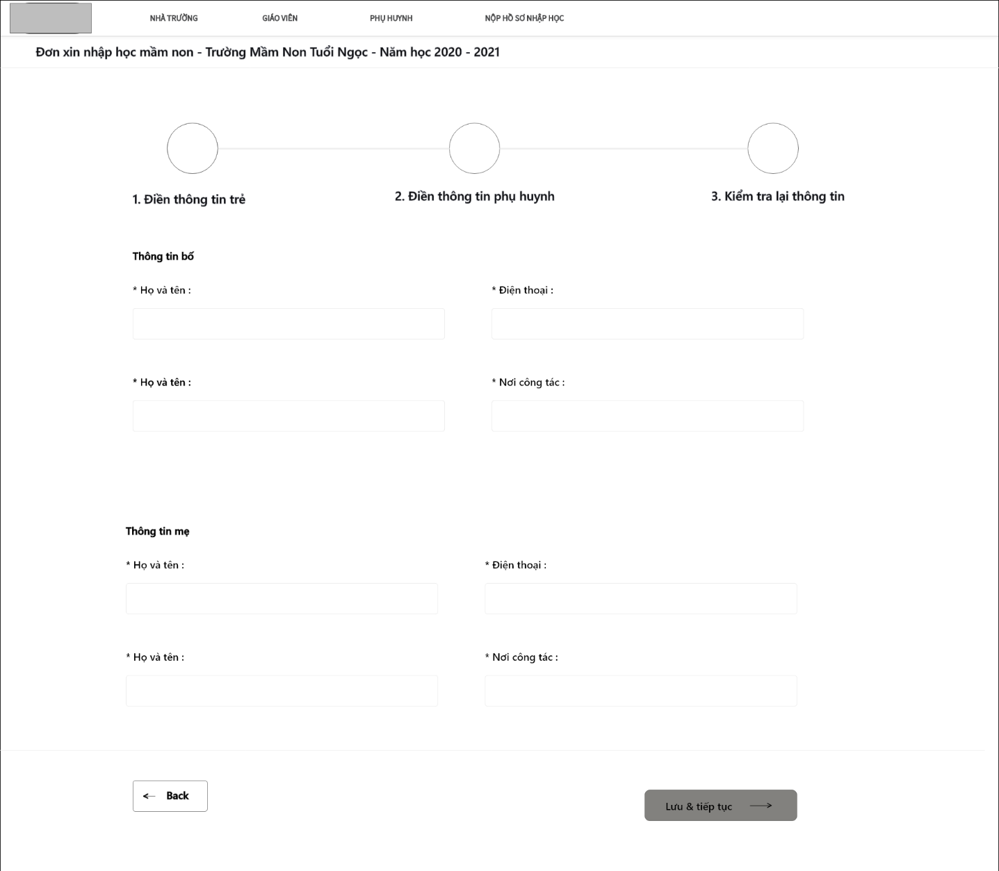 NHÀ TRƯỜNG GIÁO VIÊN PHỤ HUYNH NỘP HỒ SƠ NHẬP HỌC
Đơn xin nhập học mầm non - Trường Mầm Non Tuổi Ngọc - Năm học 2020 - 2021
1. Điền thông tin trẻ 2. Điền thông tin phụ huynh 3. Kiểm tra lại thông tin
Thông tin bố
* Họ và tên : * Điện thoại :
* Họ và tên : * Nơi công tác :
Thông tin mẹ
* Họ và tên : * Điện thoại :
* Họ và tên : * Nơi công tác :
Back
Lưu & tiếp tục